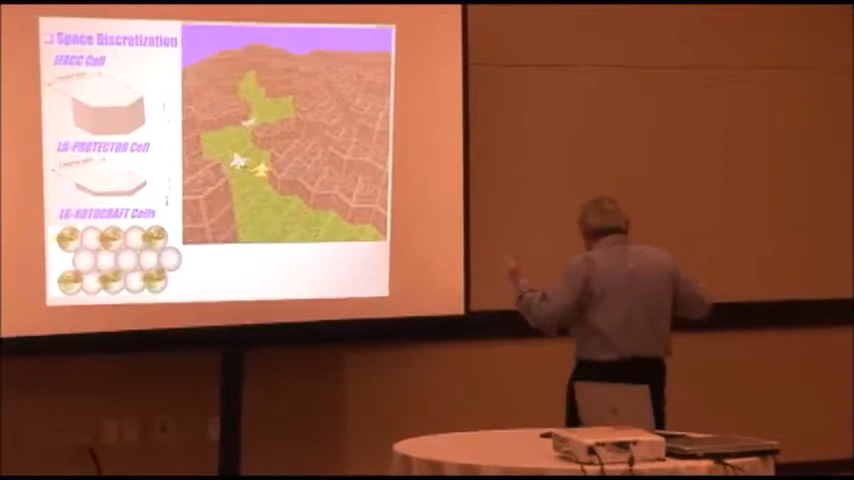 Space Discretization
IFACC Cell
LG-PROTECTOR Cell
LG-ROTOCRAFT Cells